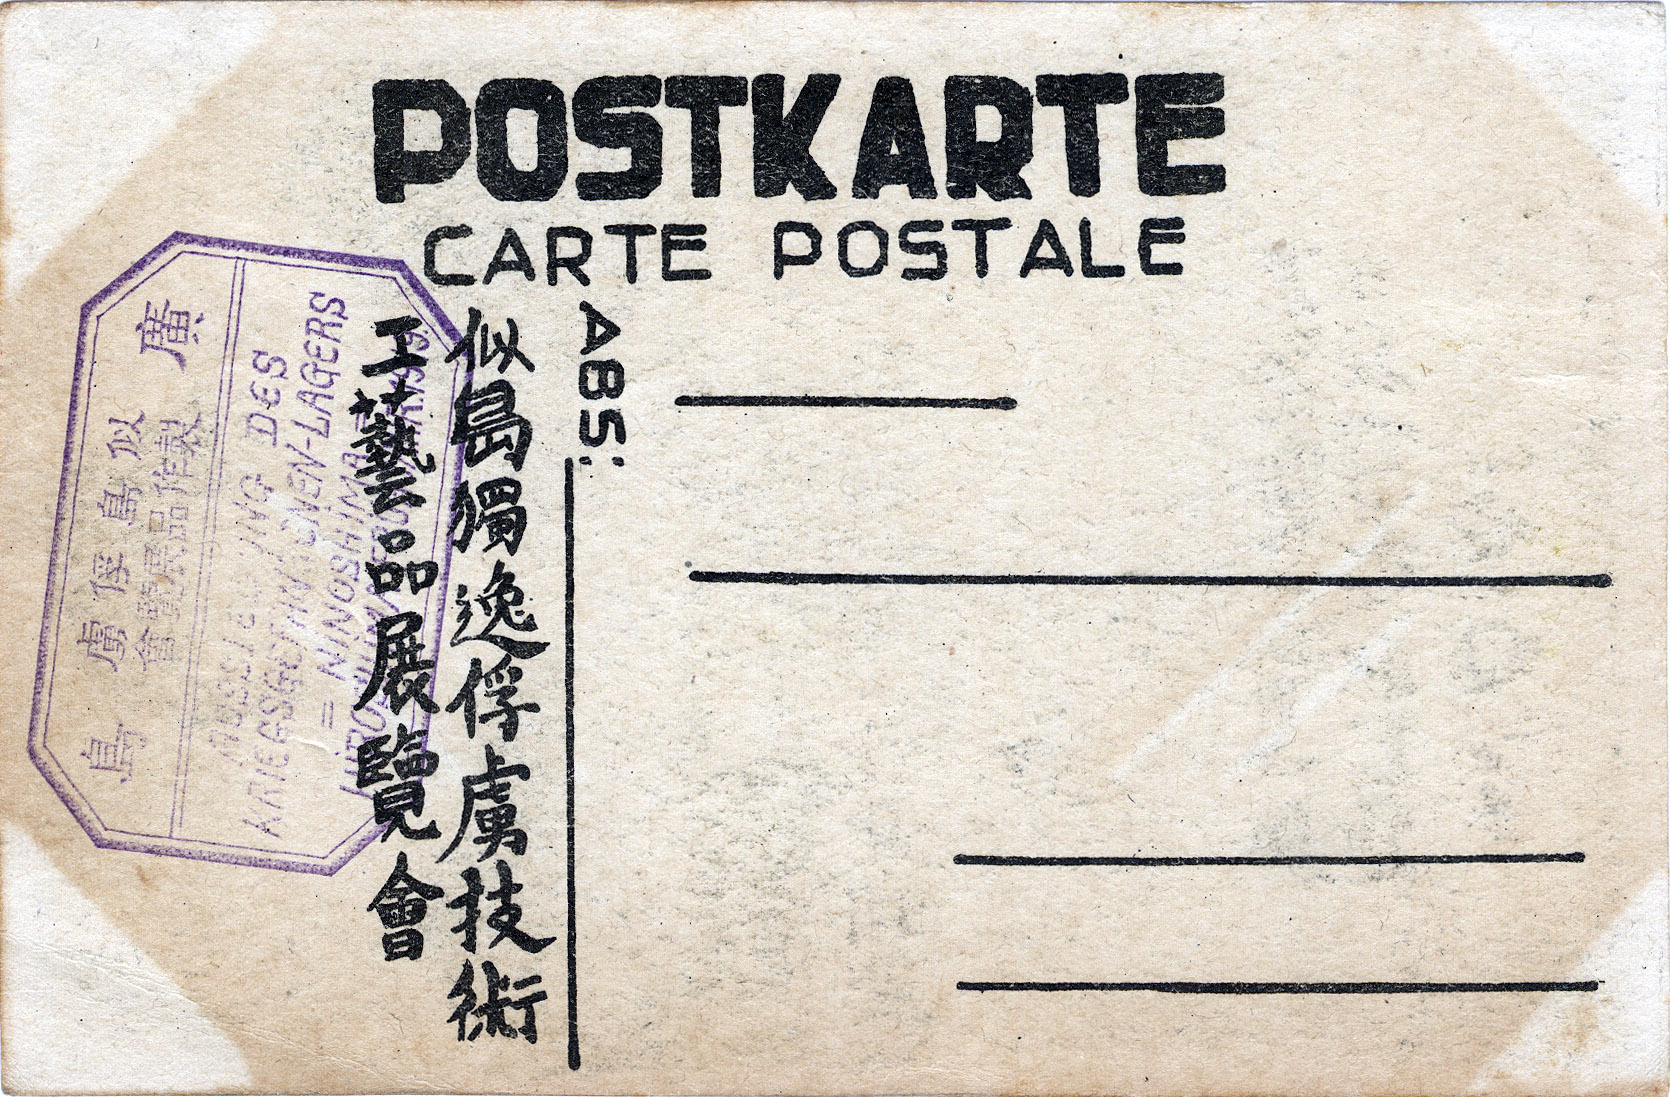 POSTKARTE
CARTE POSTALE
ABS:
似島獨逸俘虜技術
工藝品展覽會
廣島
似島俘虜
製作品展覽會
AUSSTELLUNG DES
KRIEGSGEFANGENEN-LAGERS
= NINOSHIMA =
HIROSHIMA